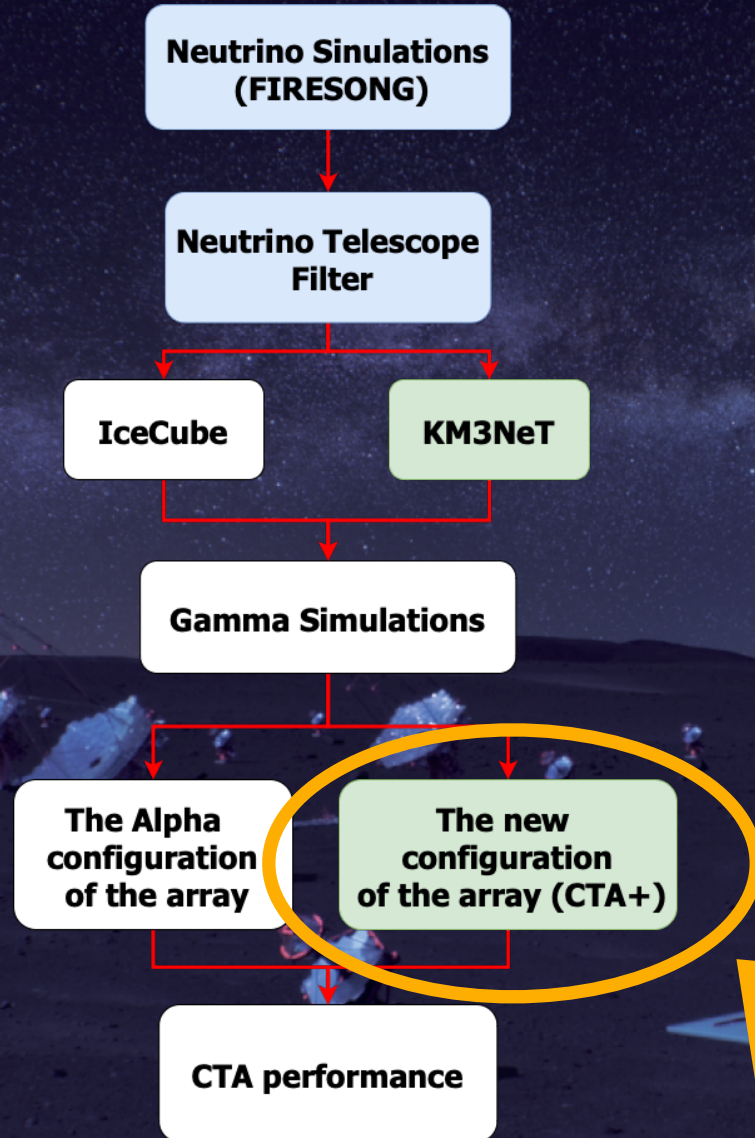 Neutrino Sinulations
(FIRESONG)
Neutrino Telescope
Filter
IceCube
KM3NeT
Gamma Simulations
The Alpha
configuration
of the array
The new
configuration
of the array (CTA+)
CTA performance